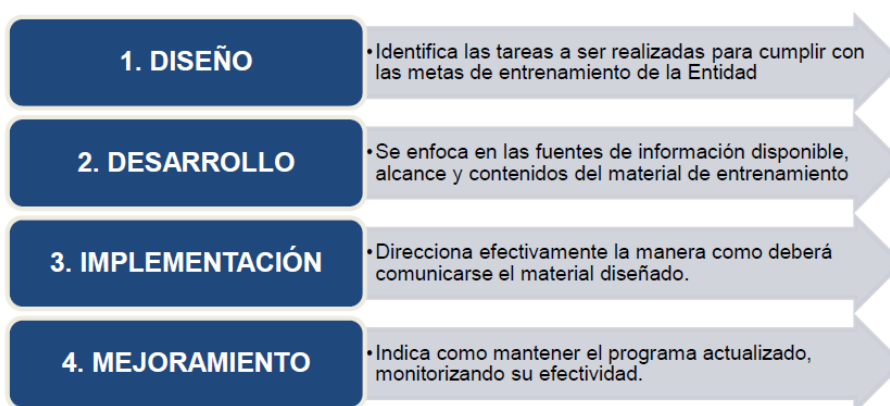 1. DISEÑO
•Identifica las tareas a ser realizadas para cumplir con
las metas de entrenamiento de la Entidad
2. DESARROLLO
•Se enfoca en las fuentes de información disponible,
alcance y contenidos del material de entrenamiento
3. IMPLEMENTACIÓN
•Direcciona efectivamente la manera como deberá
comunicarse el material diseñado.
4. MEJORAMIENTO
•Indica como mantener el programa actualizado,
monitorizando su efectividad.